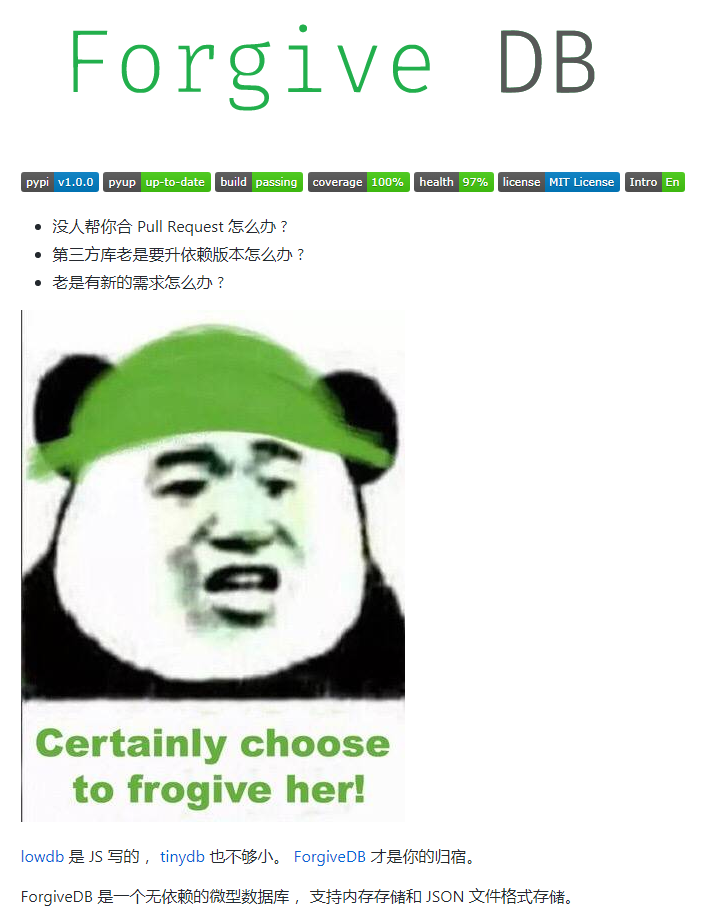 Forgive DB
pypi v1.0.0 pyup up-to-date build passing coverage 100% health 97% license MIT License Intro En
没人帮你合 Pull Request 怎么办？
第三方库老是要升依赖版本怎么办？
老是有新的需求怎么办？
Certainly choose
to frogive her!
lowdb 是 JS 写的， tinydb 也不够小。 ForgiveDB 才是你的归宿。
ForgiveDB 是一个无依赖的微型数据库， 支持内存存储和 JSON 文件格式存储。